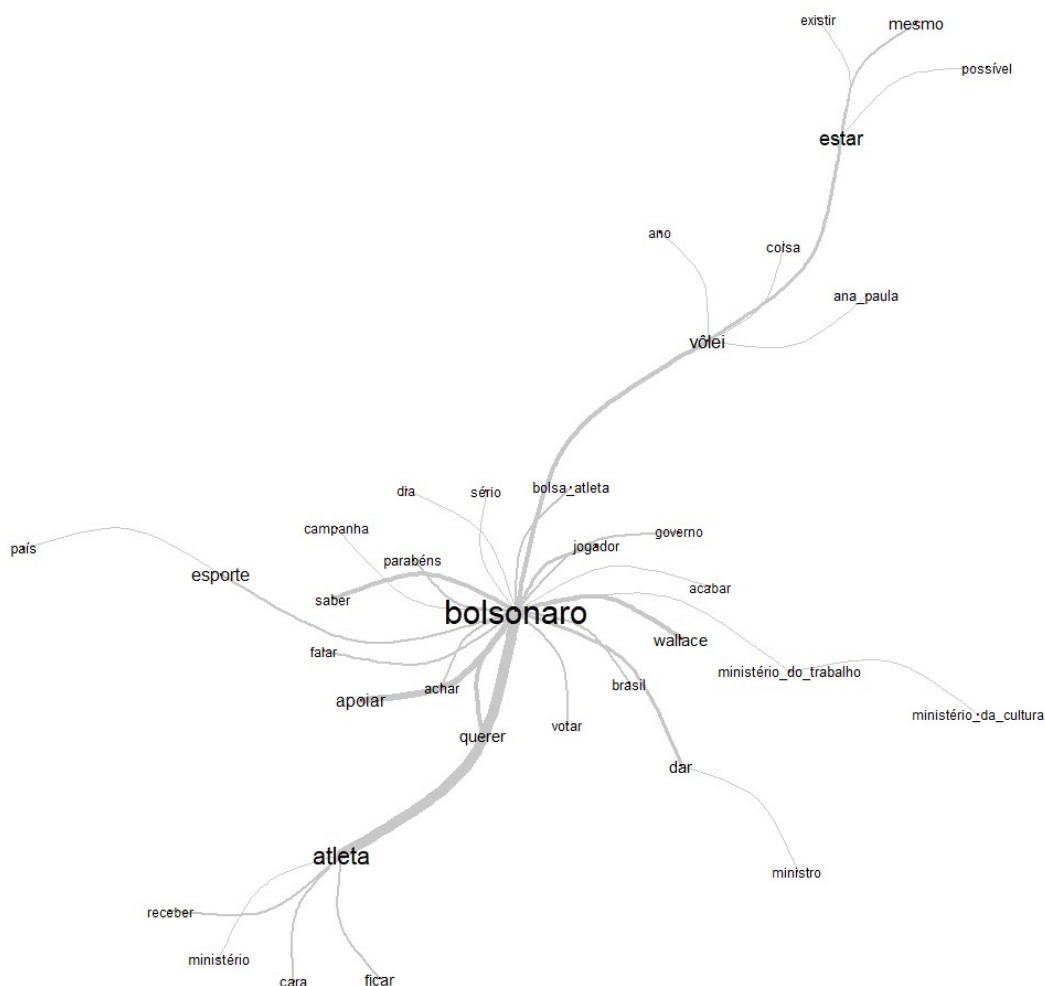 existir
mesmo
possível
estar
ano
coisa
ana_paula
vôlei
dia
sério
bolsa_atleta
campanha
governo
país
parabéns
jogador
esporte
saber
acabar
bolsonaro
falar
wallace
ministério_do_trabalho
apoiar
achar
brasil
ministério_da_cultura
votar
querer
dar
atleta
ministro
receber
ministério
cara
ficar